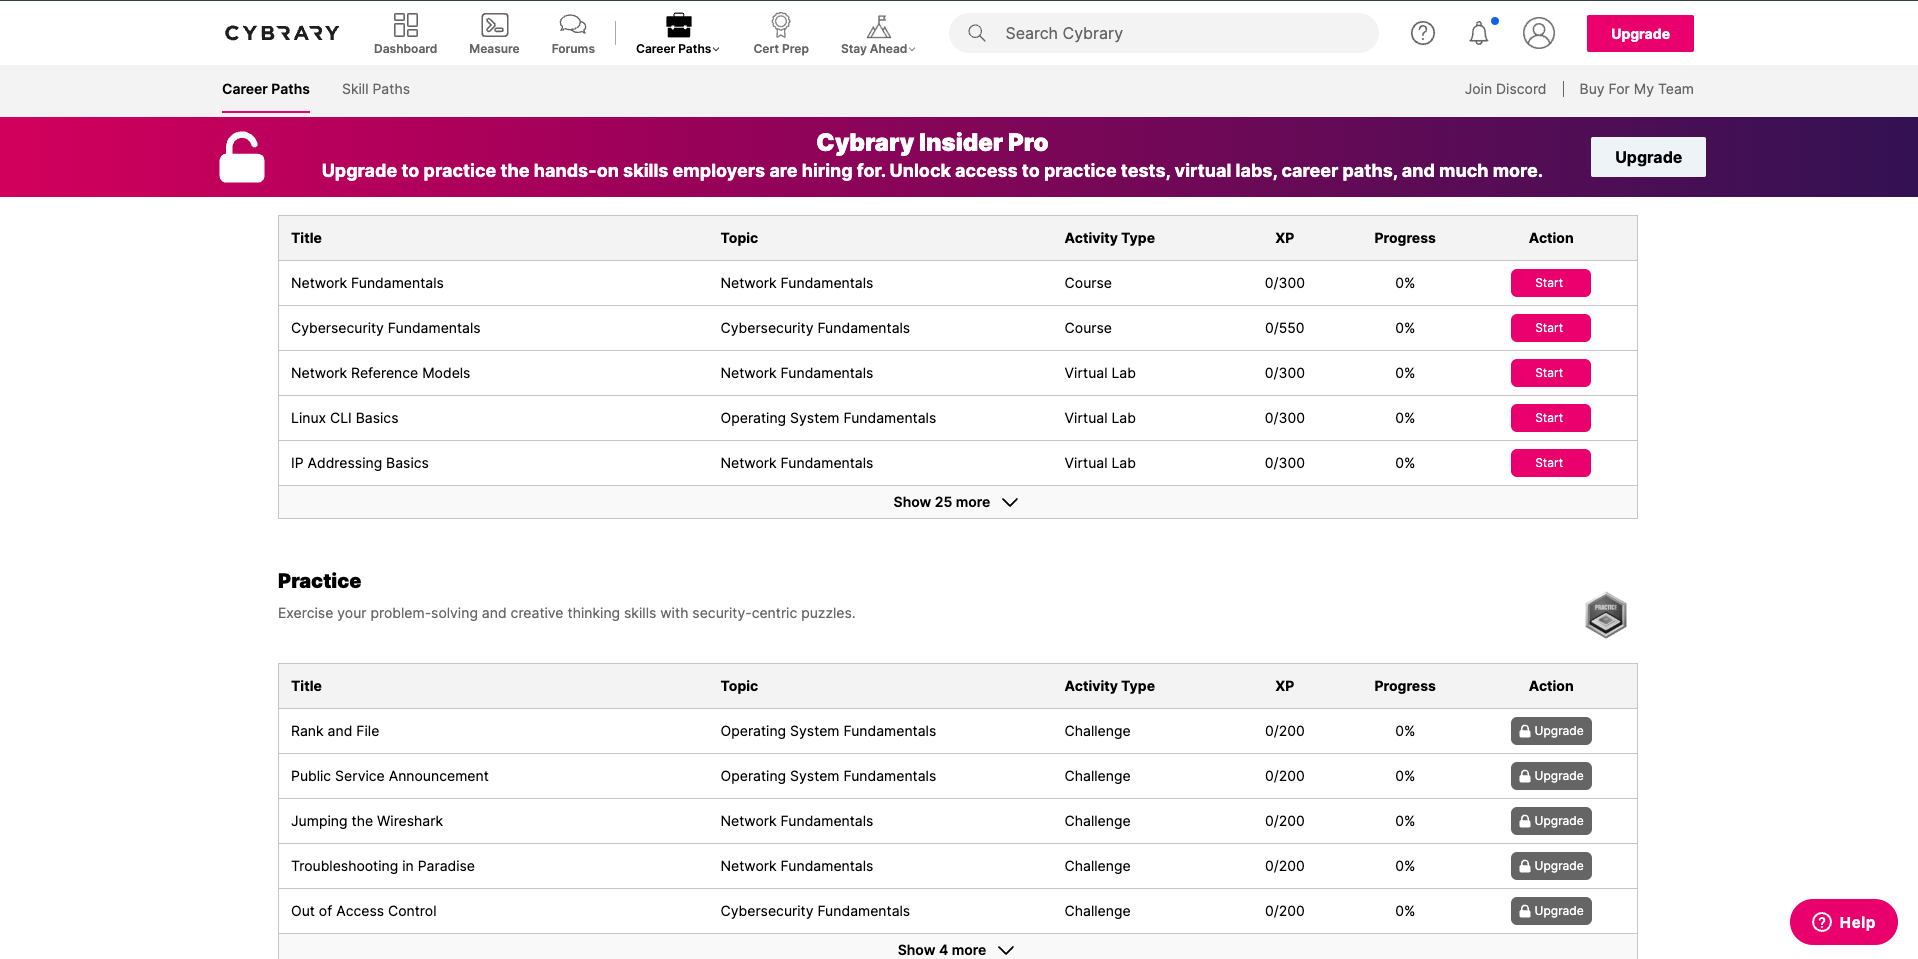 CYBRARY
Dashboard
Measure
Forums
Career Paths
Cert Prep
Stay Ahead
Search Cybrary
Upgrade
Career Paths
Skill Paths
Join Discord
Buy For My Team
Cybrary Insider Pro
Upgrade to practice the hands-on skills employers are hiring for. Unlock access to practice tests, virtual labs, career paths, and much more.
Upgrade
Title Topic Activity Type XP Progress Action
Network Fundamentals Network Fundamentals Course 0/300 0% Start
Cybersecurity Fundamentals Cybersecurity Fundamentals Course 0/550 0% Start
Network Reference Models Network Fundamentals Virtual Lab 0/300 0% Start
Linux CLI Basics Operating System Fundamentals Virtual Lab 0/300 0% Start
IP Addressing Basics Network Fundamentals Virtual Lab 0/300 0% Start
Show 25 more
Practice
Exercise your problem-solving and creative thinking skills with security-centric puzzles.
PRACTICE
Title Topic Activity Type XP Progress Action
Rank and File Operating System Fundamentals Challenge 0/200 0% Upgrade
Public Service Announcement Operating System Fundamentals Challenge 0/200 0% Upgrade
Jumping the Wireshark Network Fundamentals Challenge 0/200 0% Upgrade
Troubleshooting in Paradise Network Fundamentals Challenge 0/200 0% Upgrade
Out of Access Control Cybersecurity Fundamentals Challenge 0/200 0% Upgrade
Show 4 more
Help